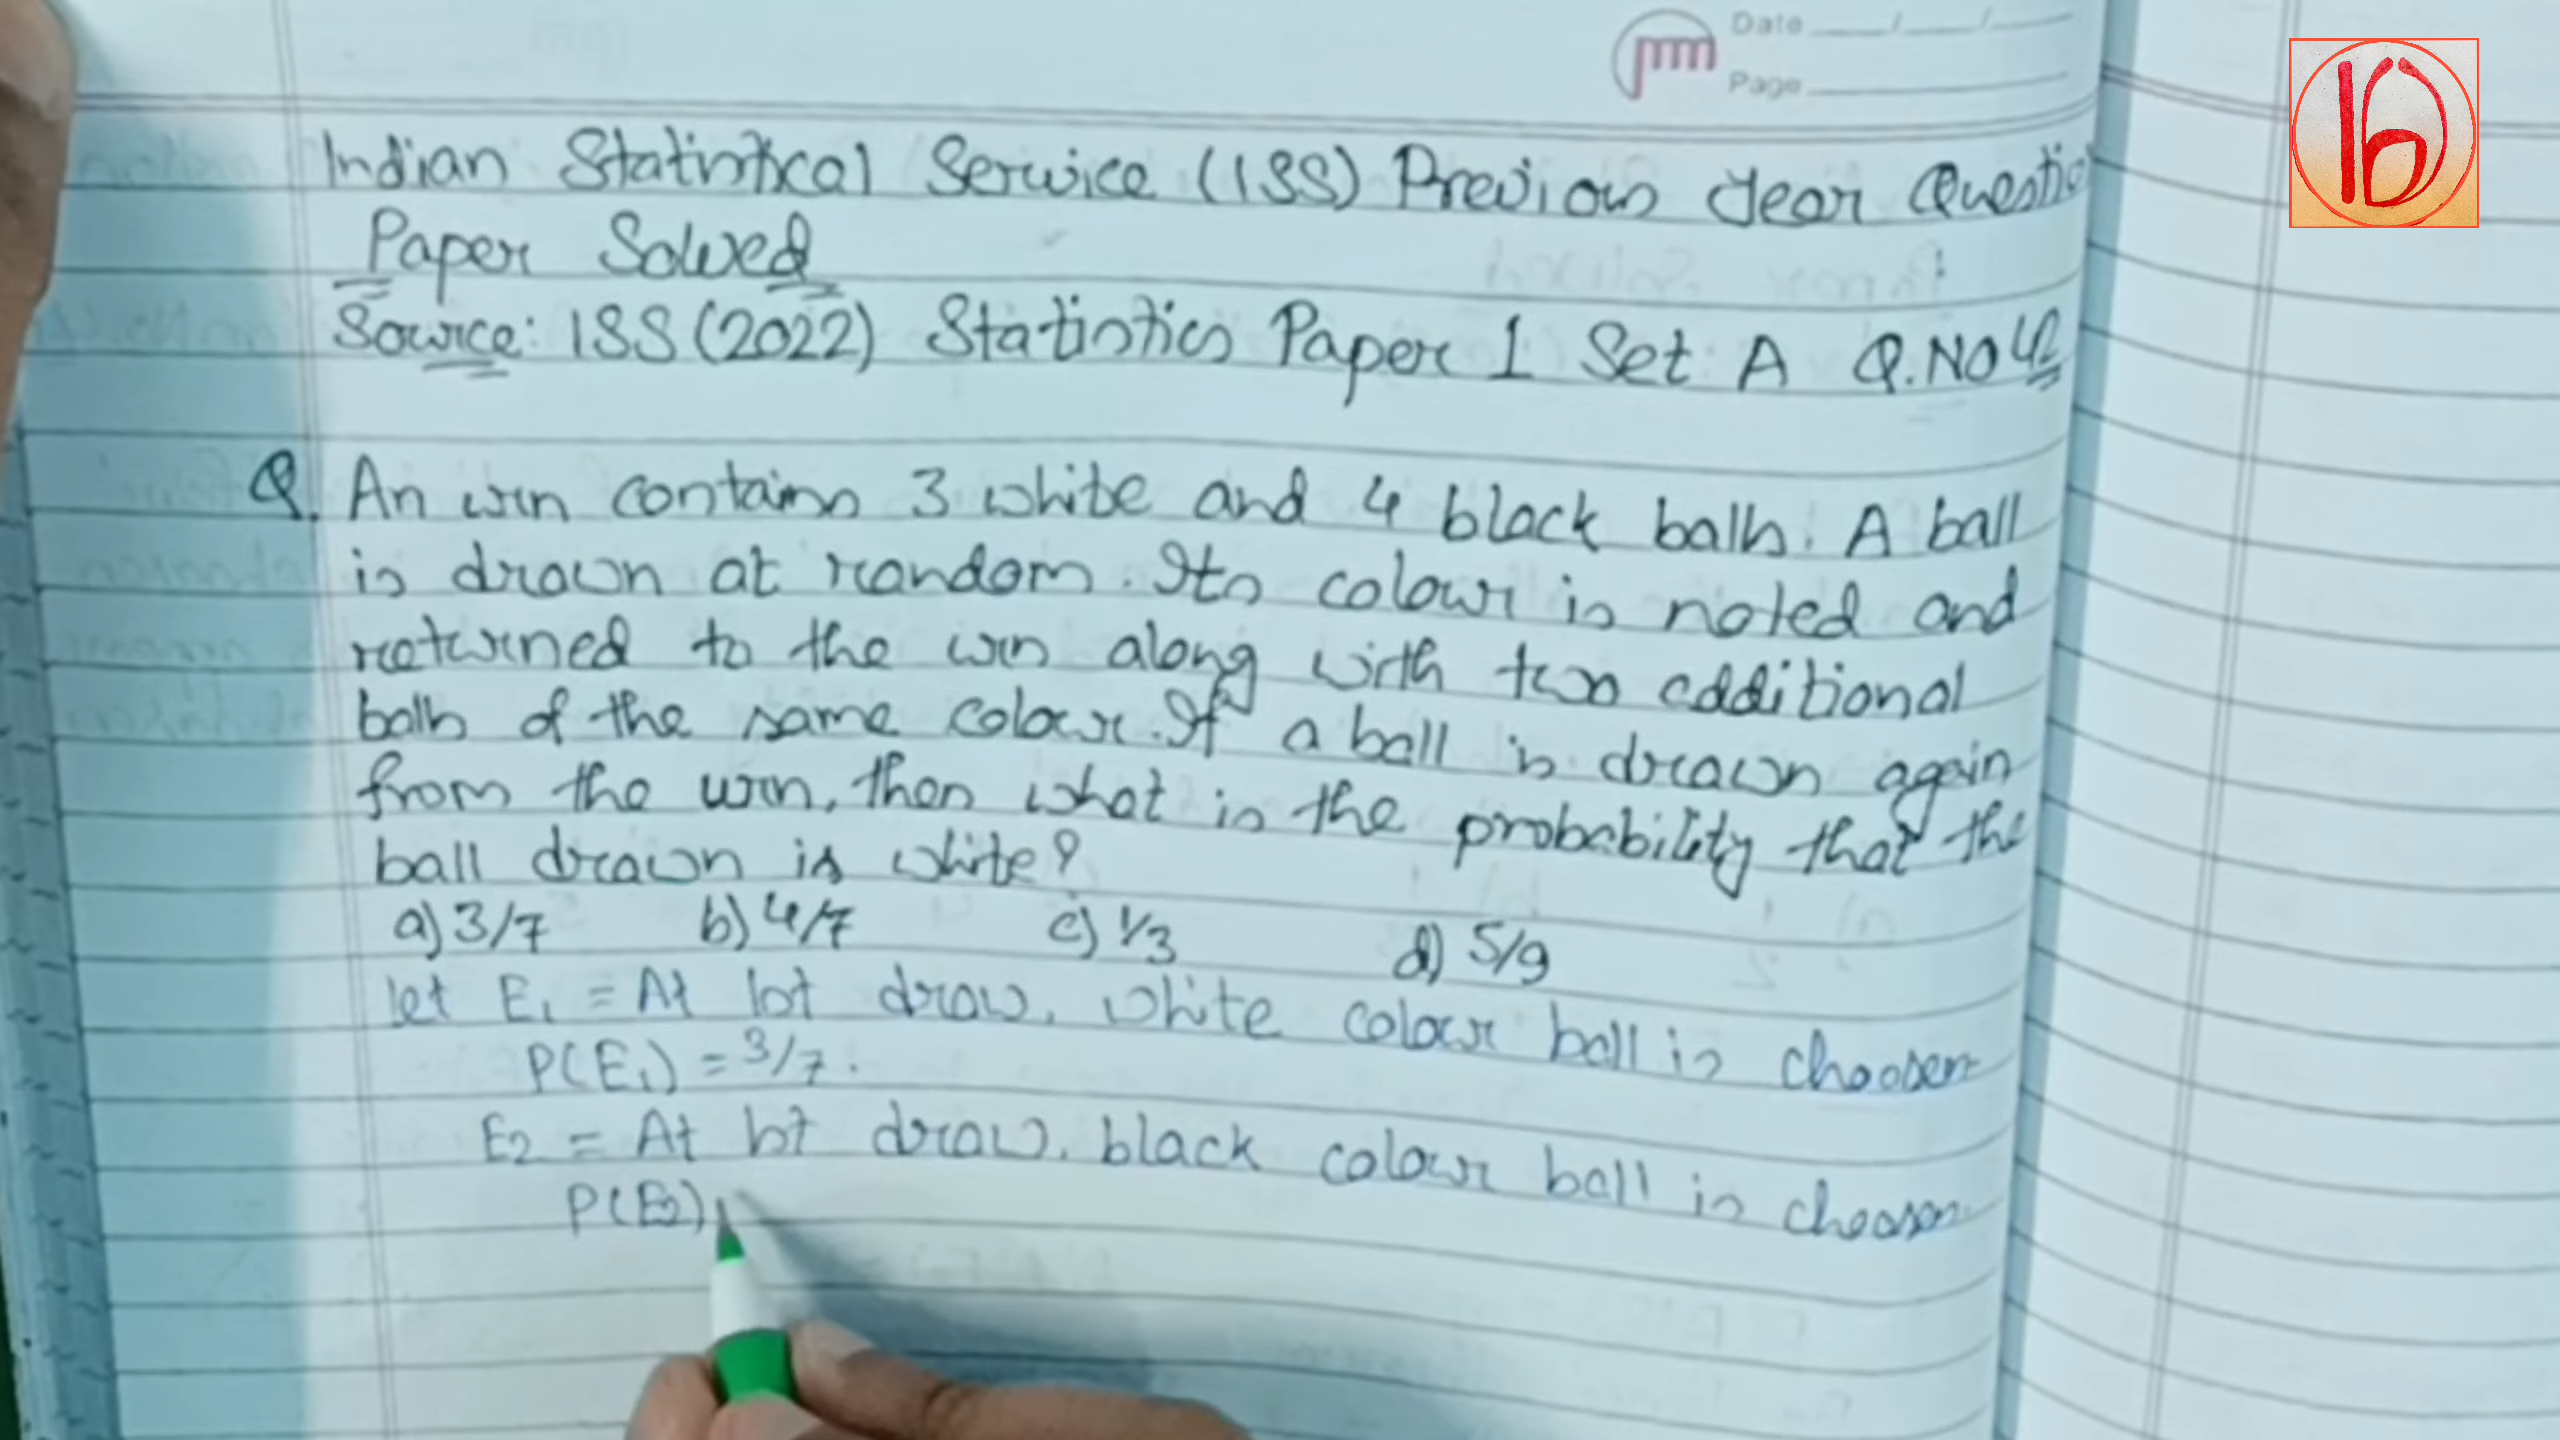 Date
Page
Indian Statistical Service (ISS) Previous Year Questio
Paper Solved
Source: ISS (2022) Statistics Paper 1 Set A Q.No 42
Q. An urn contains 3 white and 4 black balls. A ball
is drawn at random. Its colour is noted and
returned to the urn along with two additional
balls of the same colour. If a ball is drawn again
from the urn, then what is the probability that the
ball drawn is white?
a) 3/7 b) 4/7 c) 1/3 d) 5/9
let E1 = At 1st draw, white colour ball is choosen
P(E1) = 3/7.
E2 = At 1st draw, black colour ball is choosen
P(E2)